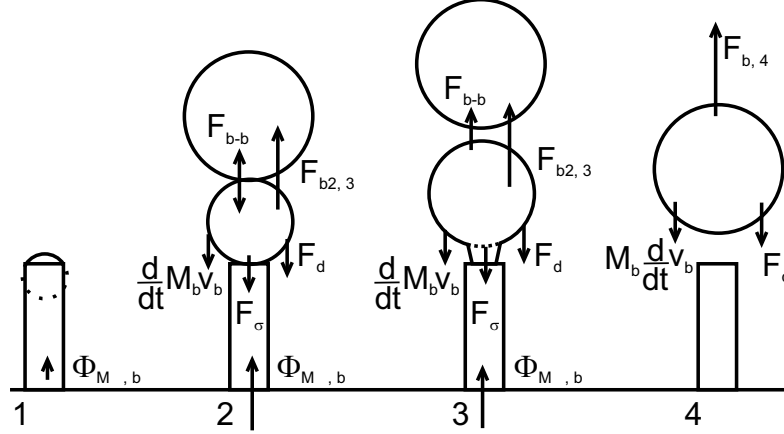 F_b, 4
F_b-b
F_b-b
F_b2, 3
F_b2, 3
d/dt M_b v_b
F_d
d/dt M_b v_b
F_d
M_b d/dt v_b
F_σ
F_σ
Φ_M , b
Φ_M , b
Φ_M , b
1 2 3 4